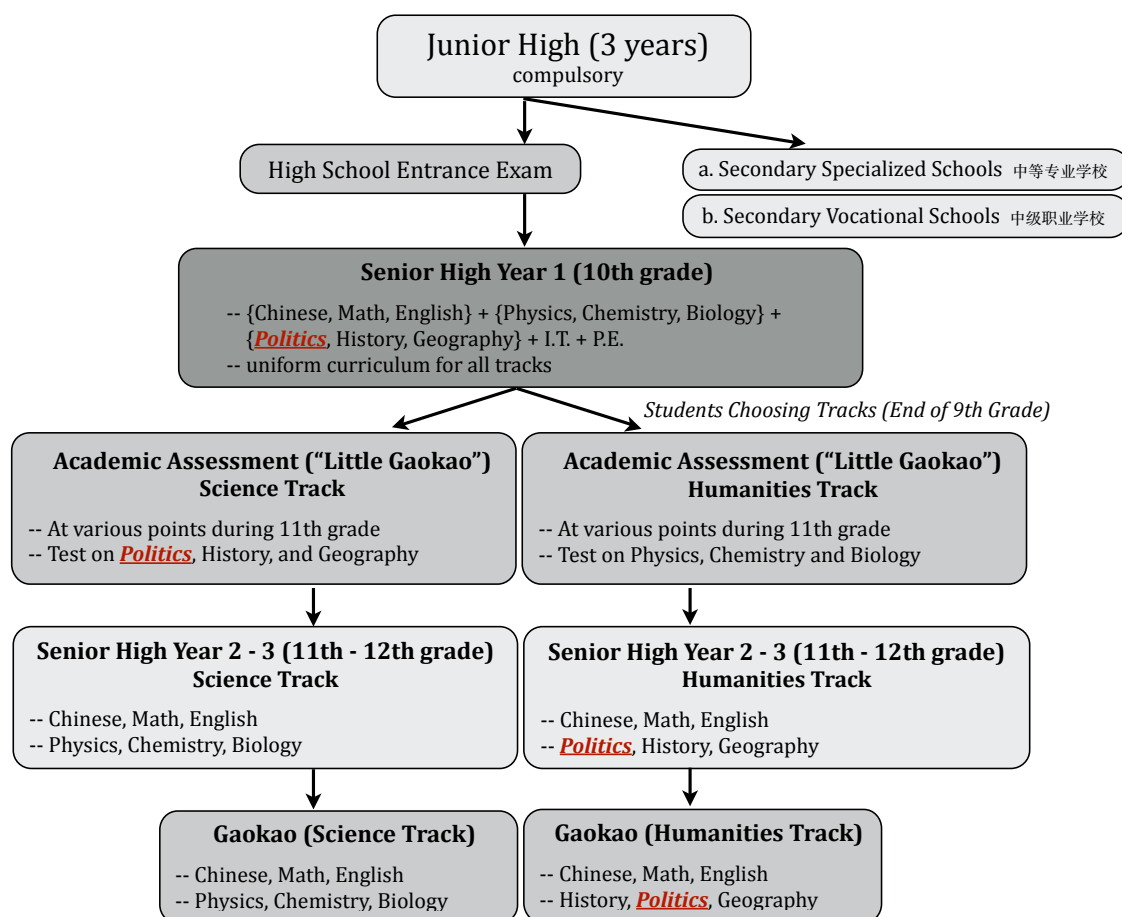 Junior High (3 years)
compulsory
High School Entrance Exam
a. Secondary Specialized Schools 中等专业学校
b. Secondary Vocational Schools 中级职业学校
Senior High Year 1 (10th grade)
-- {Chinese, Math, English} + {Physics, Chemistry, Biology} +
{Politics, History, Geography} + I.T. + P.E.
-- uniform curriculum for all tracks
Students Choosing Tracks (End of 9th Grade)
Academic Assessment (“Little Gaokao”)
Science Track
-- At various points during 11th grade
-- Test on Politics, History, and Geography
Academic Assessment (“Little Gaokao”)
Humanities Track
-- At various points during 11th grade
-- Test on Physics, Chemistry and Biology
Senior High Year 2 - 3 (11th - 12th grade)
Science Track
-- Chinese, Math, English
-- Physics, Chemistry, Biology
Senior High Year 2 - 3 (11th - 12th grade)
Humanities Track
-- Chinese, Math, English
-- Politics, History, Geography
Gaokao (Science Track)
-- Chinese, Math, English
-- Physics, Chemistry, Biology
Gaokao (Humanities Track)
-- Chinese, Math, English
-- History, Politics, Geography